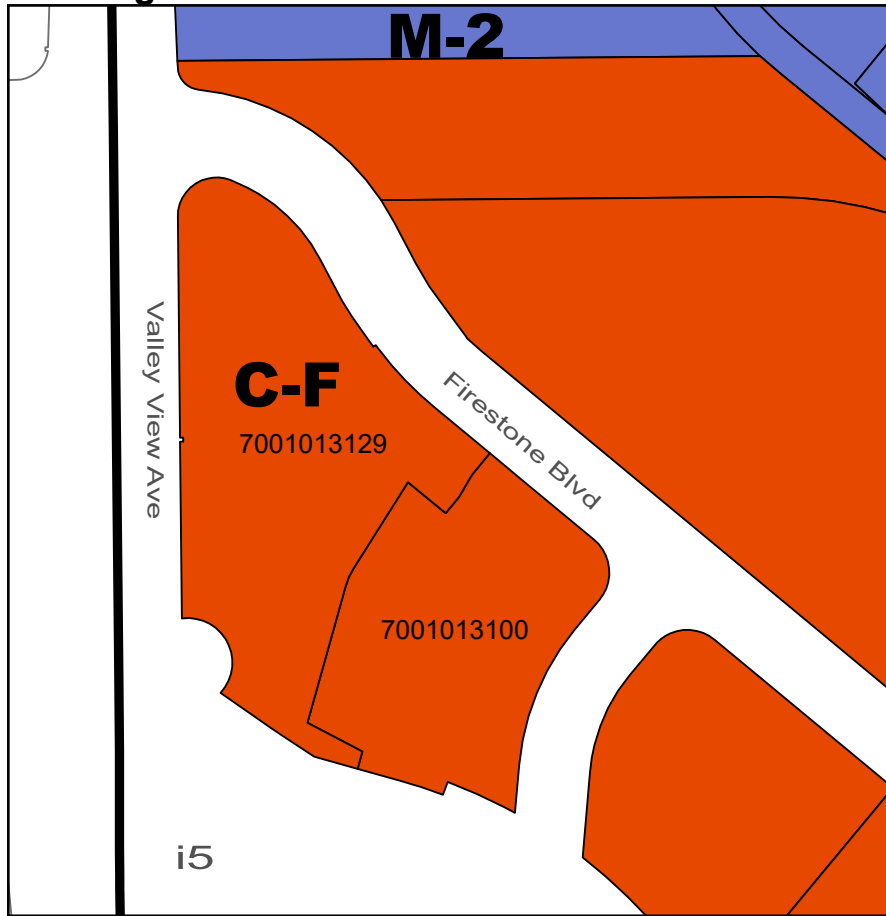 M-2
Valley View Ave
C-F
7001013129
Firestone Blvd
7001013100
i5